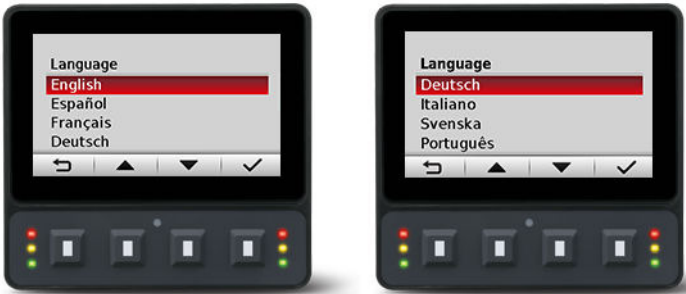 Language
English
Español
Français
Deutsch
Language
Deutsch
Italiano
Svenska
Português